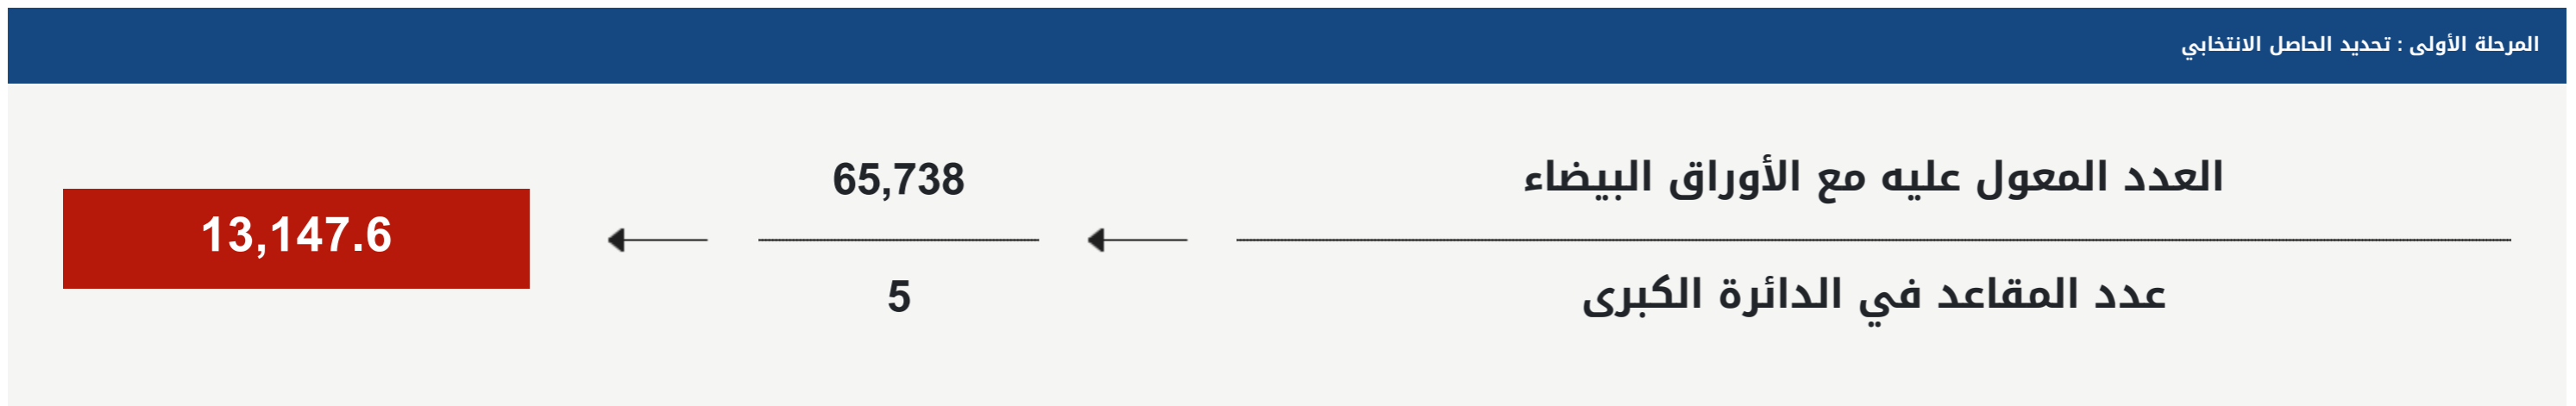 المرحلة الأولى : تحديد الحاصل الانتخابي
العدد المعول عليه مع الأوراق البيضاء
عدد المقاعد في الدائرة الكبرى
65,738
5
13,147.6